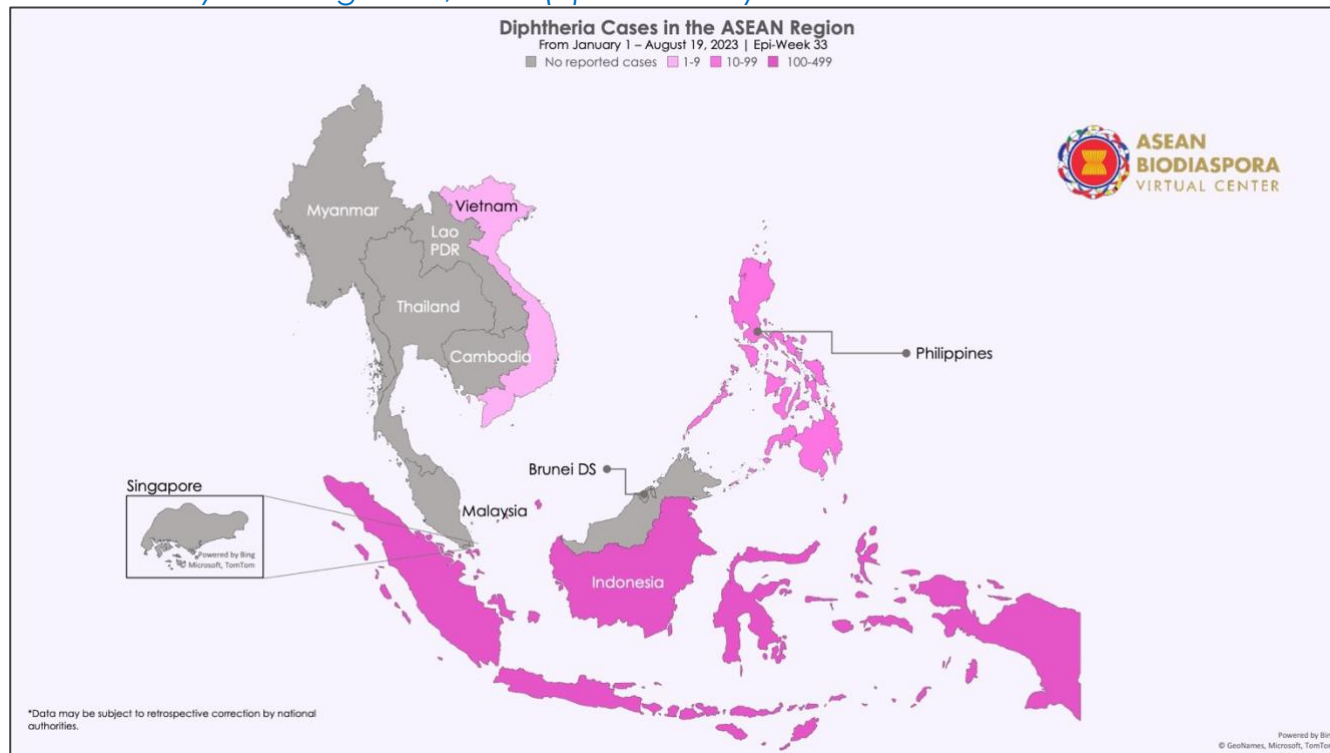 Diphtheria Cases in the ASEAN Region
From January 1 – August 19, 2023 | Epi-Week 33
No reported cases 1-9 10-99 100-499
ASEAN
BIODIASPORA
VIRTUAL CENTER
Myanmar
Vietnam
Lao
PDR
Thailand
Cambodia
Philippines
Brunei DS
Singapore
Malaysia
Powered by Bing
Microsoft, TomTom
Indonesia
*Data may be subject to retrospective correction by national
authorities.
Powered by Bing
© GeoNames, Microsoft, TomTom